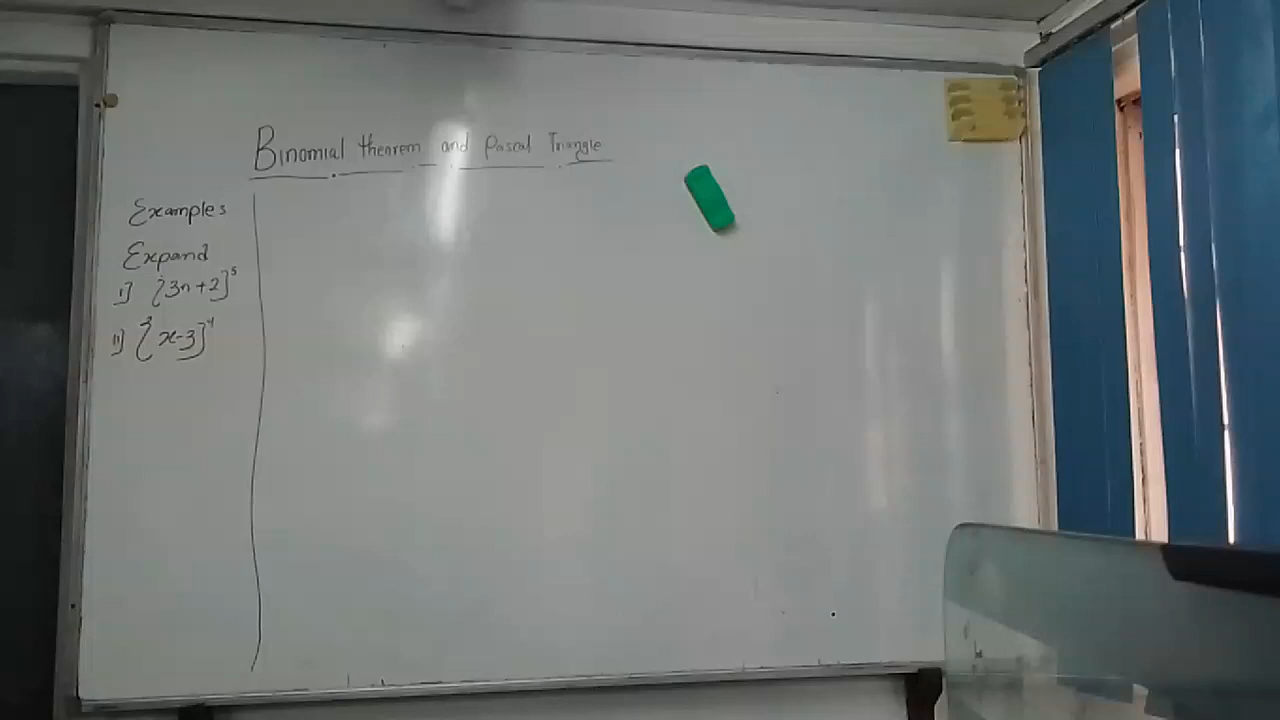 Binomial theorem and Pascal Triangle
Examples
Expand
i] [3n+2]⁵
ii] [x-3]⁴